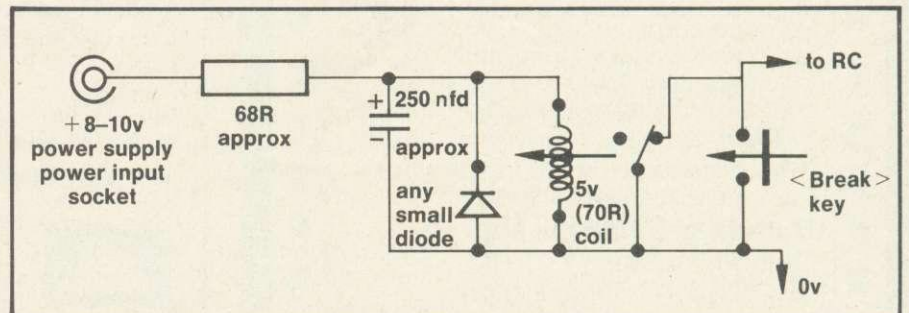 + 8–10v
power supply
power input
socket
68R
approx
+ 250 nfd
–
approx
any
small
diode
5v
(70R)
coil
to RC
< Break >
key
0v